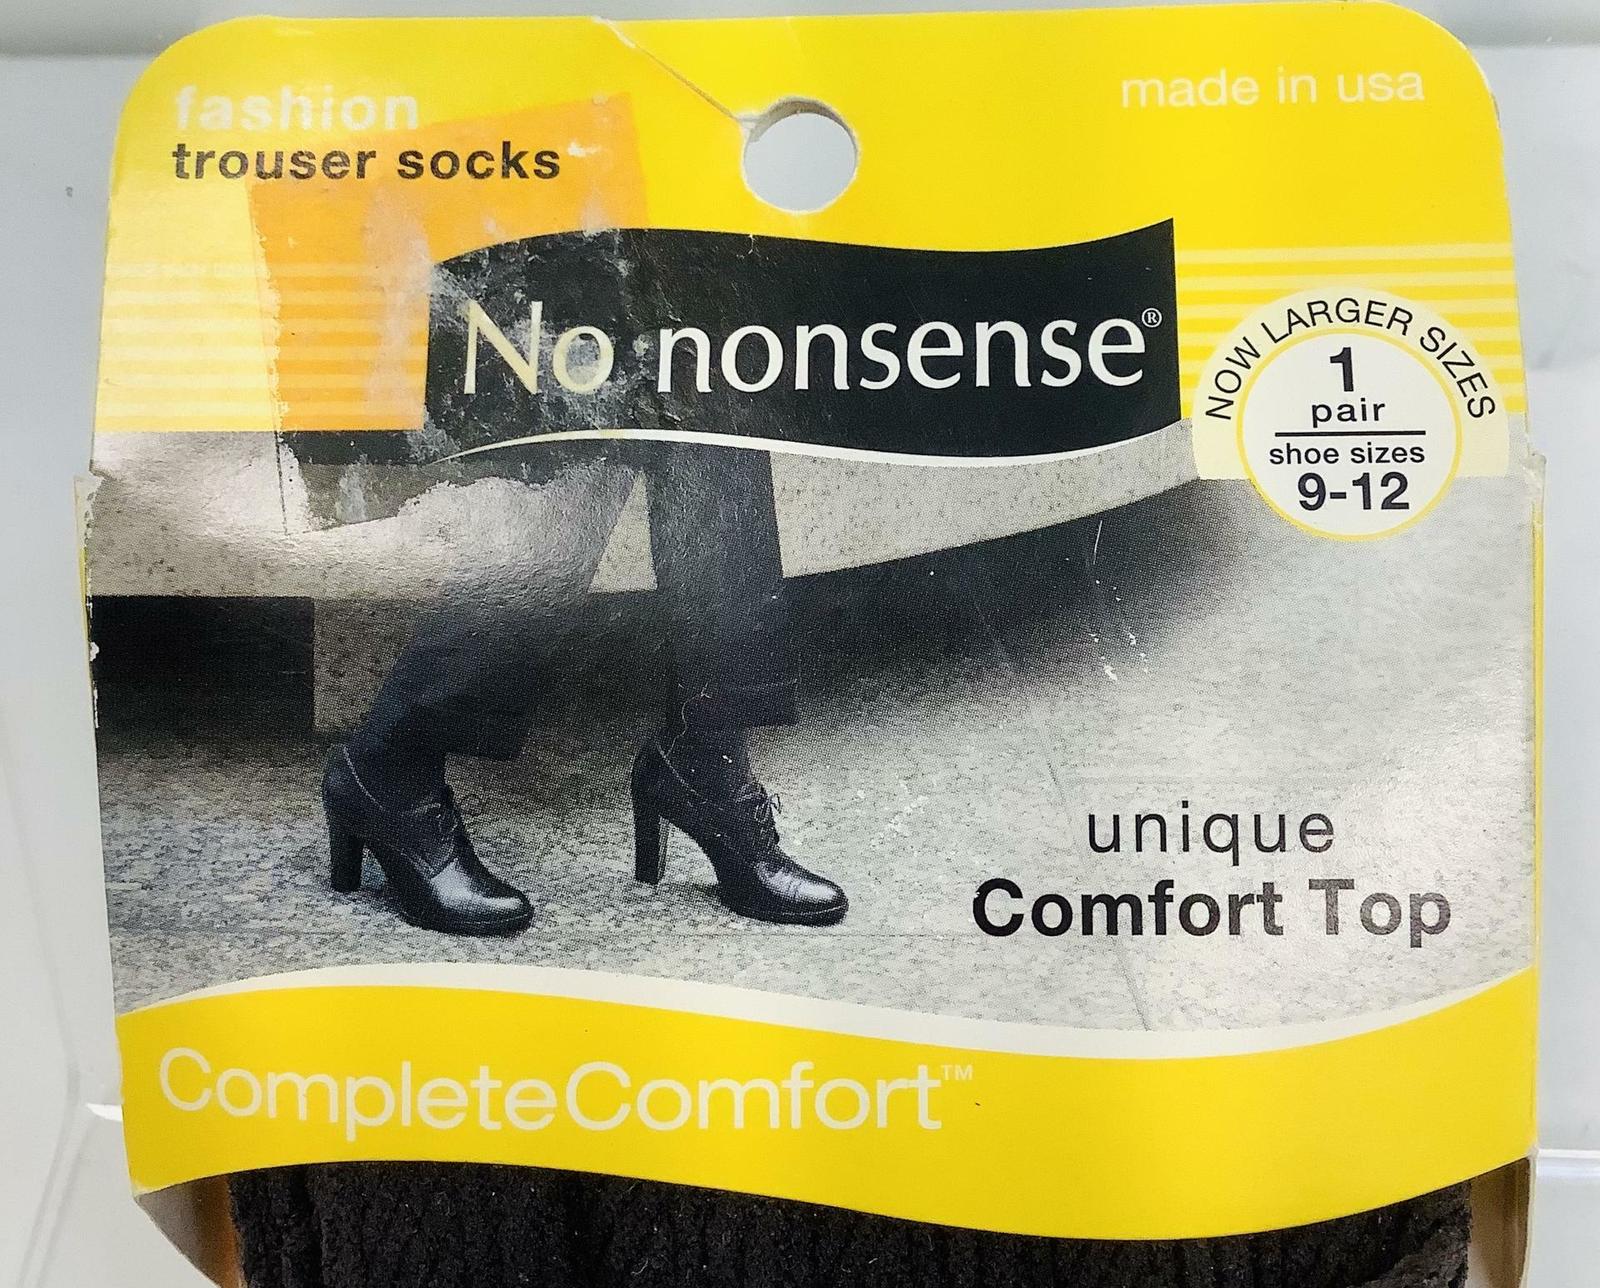 fashion
trouser socks
made in usa
No nonsense®
NOW LARGER SIZES
1
pair
shoe sizes
9-12
unique
Comfort Top
CompleteComfort™